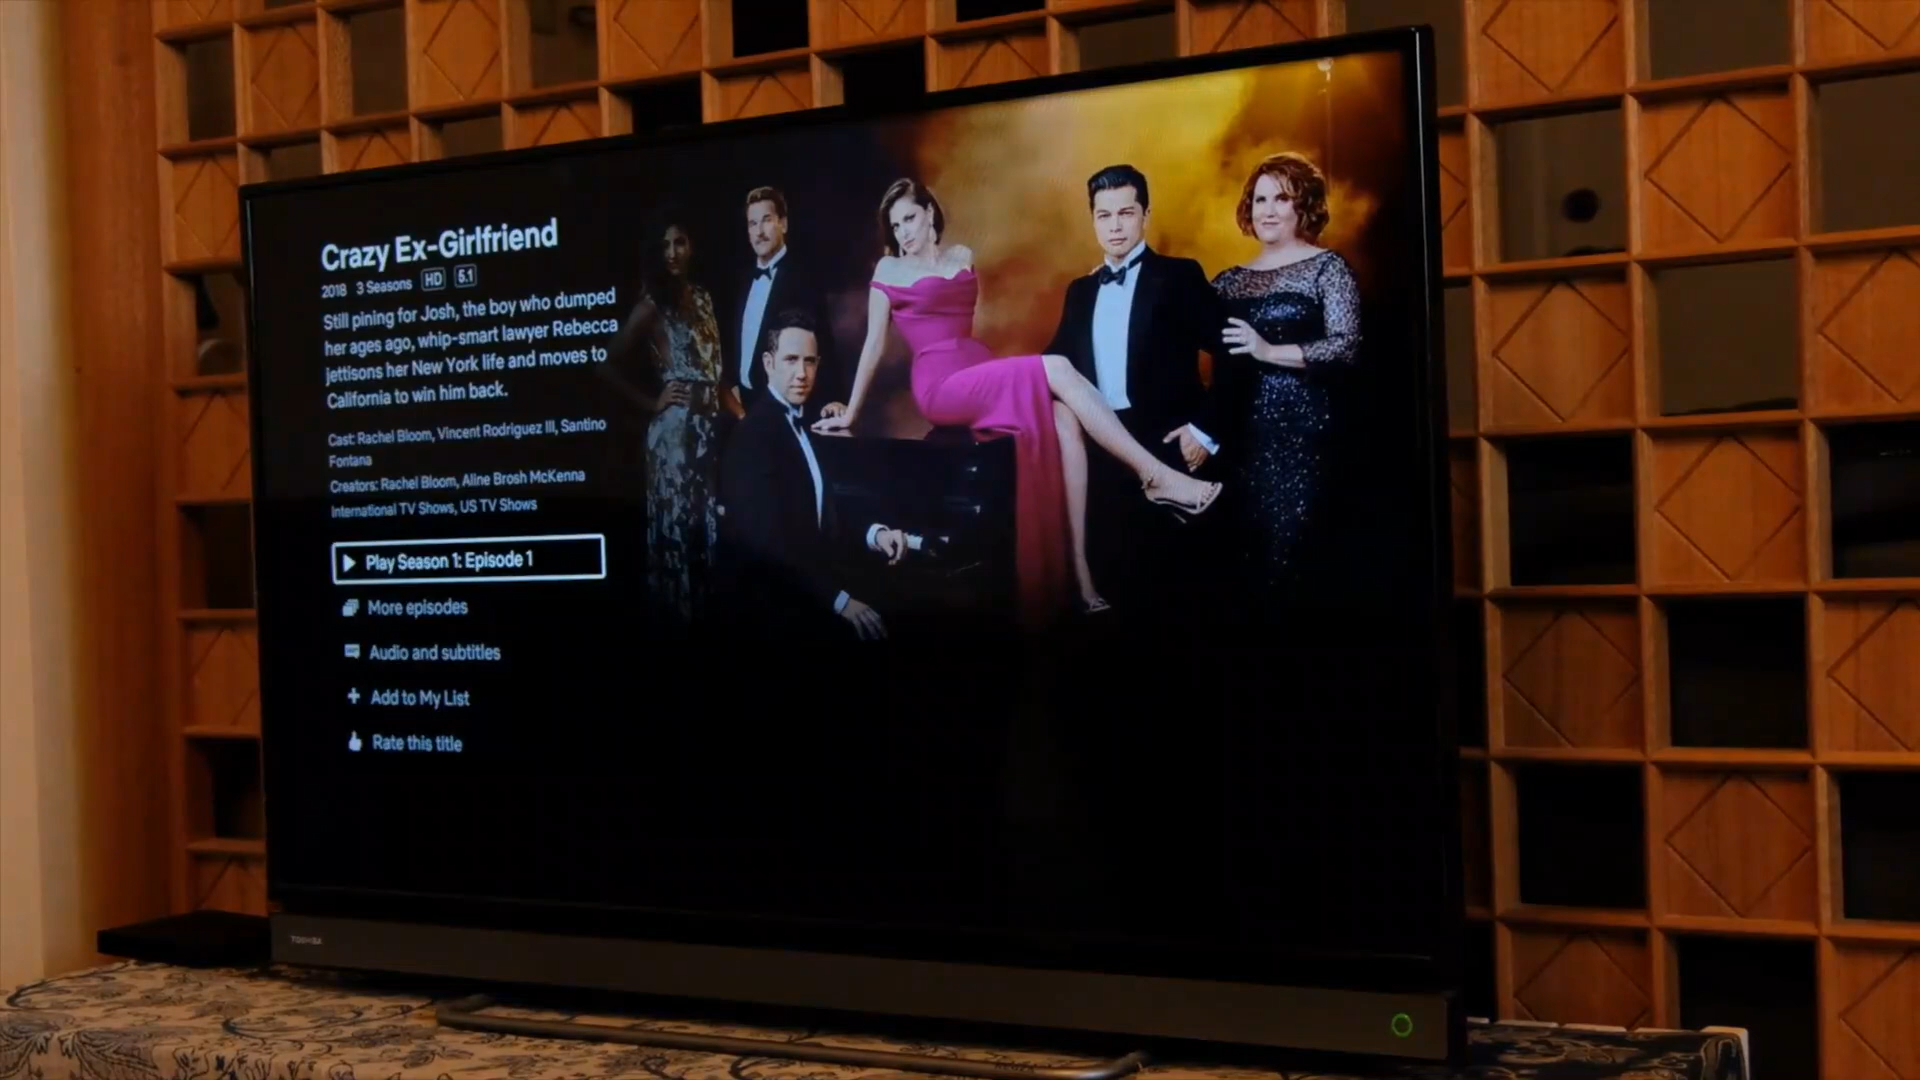 Crazy Ex-Girlfriend
2018 3 Seasons HD 5.1
Still pining for Josh, the boy who dumped
her ages ago, whip-smart lawyer Rebecca
jettisons her New York life and moves to
California to win him back.
Cast: Rachel Bloom, Vincent Rodriguez III, Santino
Fontana
Creators: Rachel Bloom, Aline Brosh McKenna
International TV Shows, US TV Shows
Play Season 1: Episode 1
More episodes
Audio and subtitles
Add to My List
Rate this title
TOSHIBA